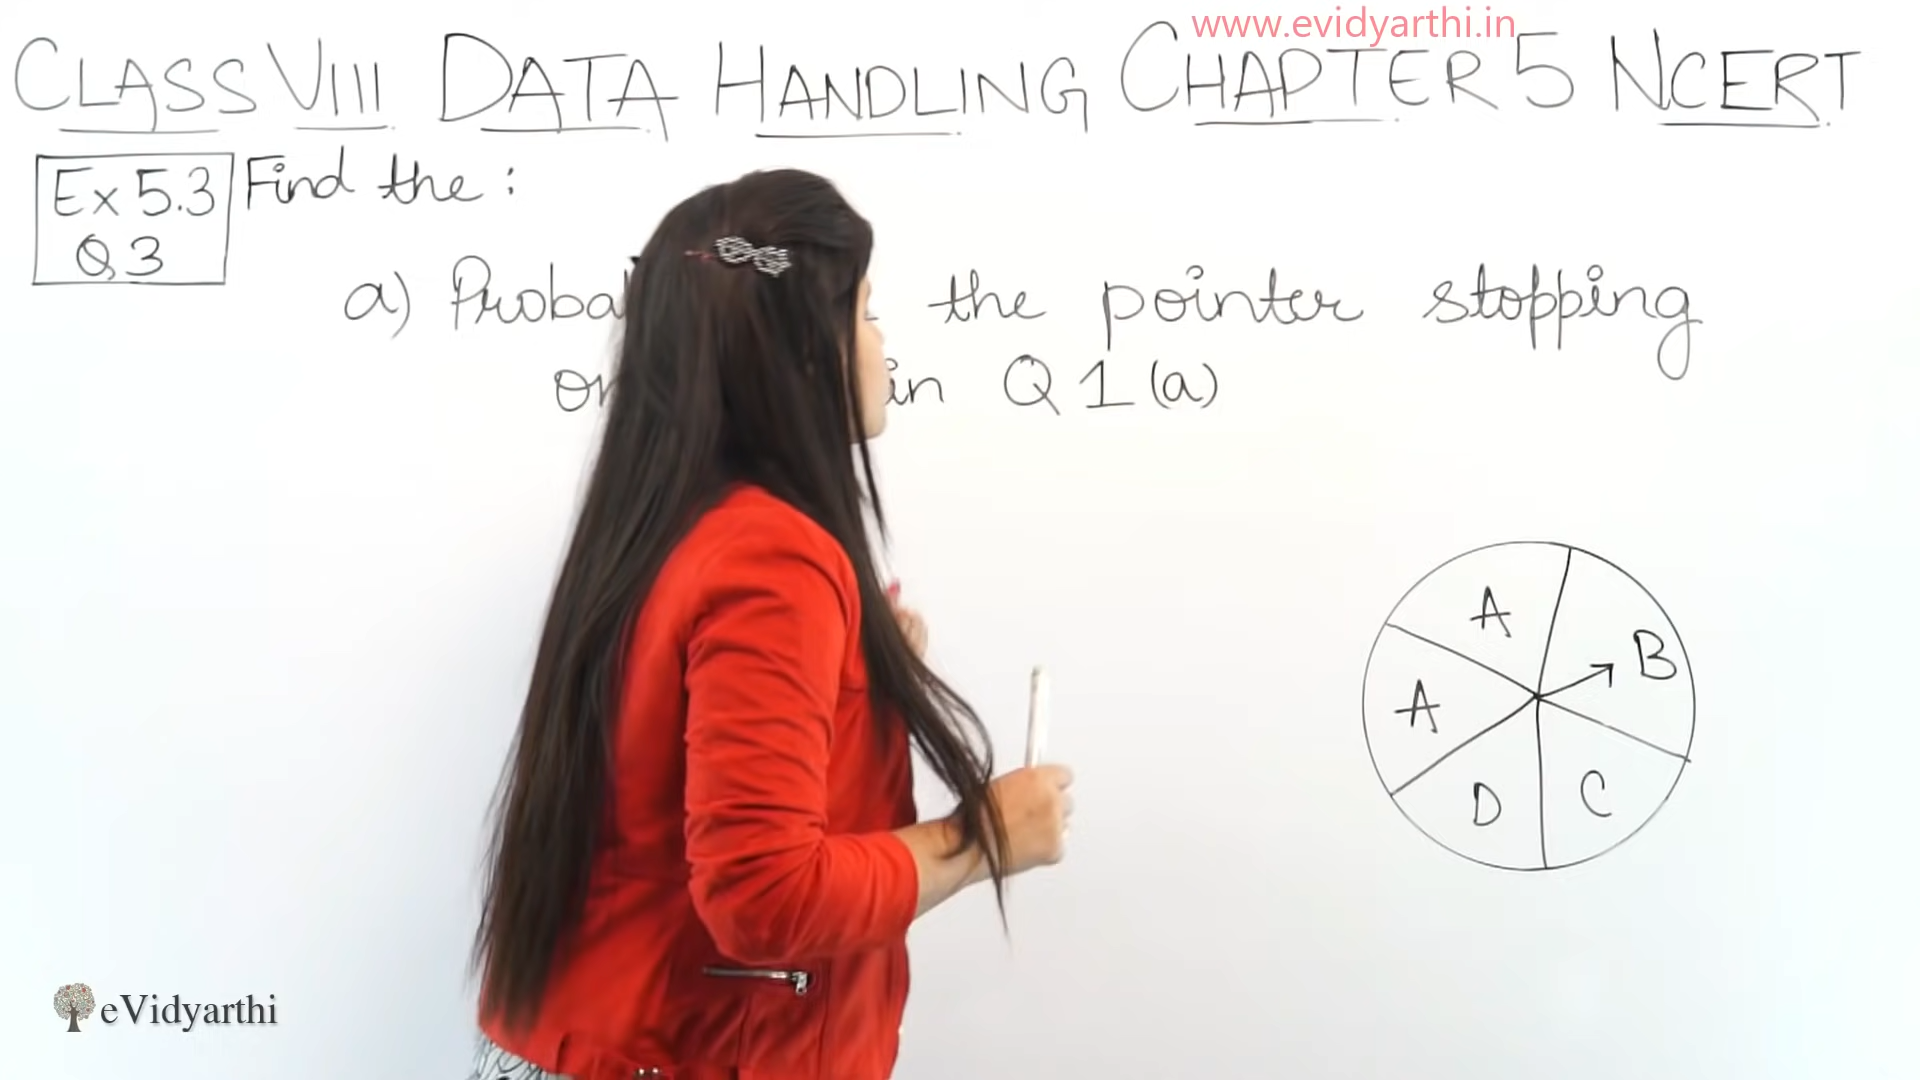 www.evidyarthi.in
CLASS VIII DATA HANDLING CHAPTER 5 NCERT
Ex 5.3 Find the :
Q3
a) the pointer stopping
in Q 1 (a)
A
B
A
D C
eVidyarthi